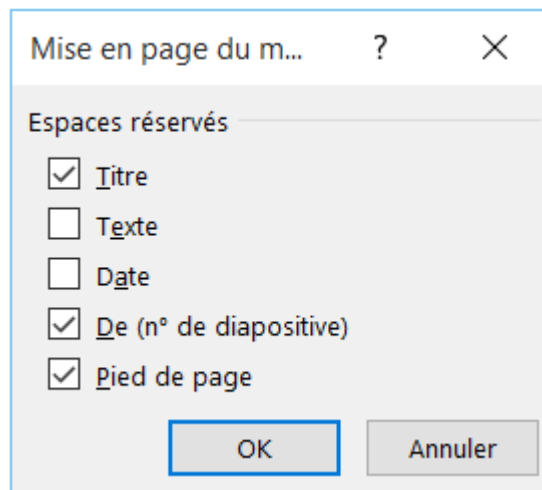 Mise en page du m... ?
Espaces réservés
Titre
Texte
Date
De (n° de diapositive)
Pied de page
OK Annuler